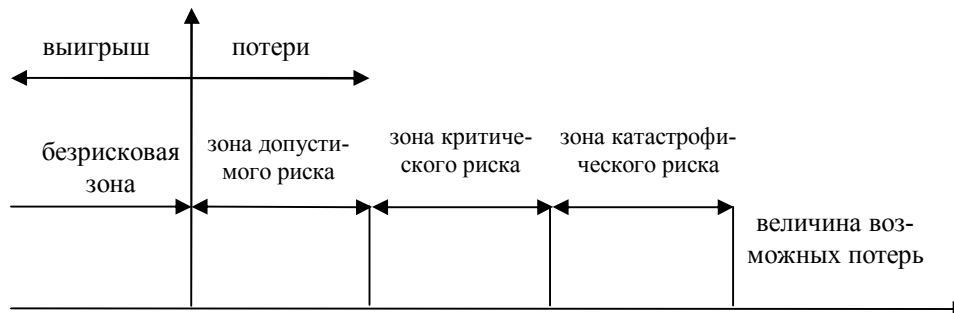 выигрыш
потери
безрисковая
зона
зона допусти-
мого риска
зона критиче-
ского риска
зона катастрофи-
ческого риска
величина воз-
можных потерь